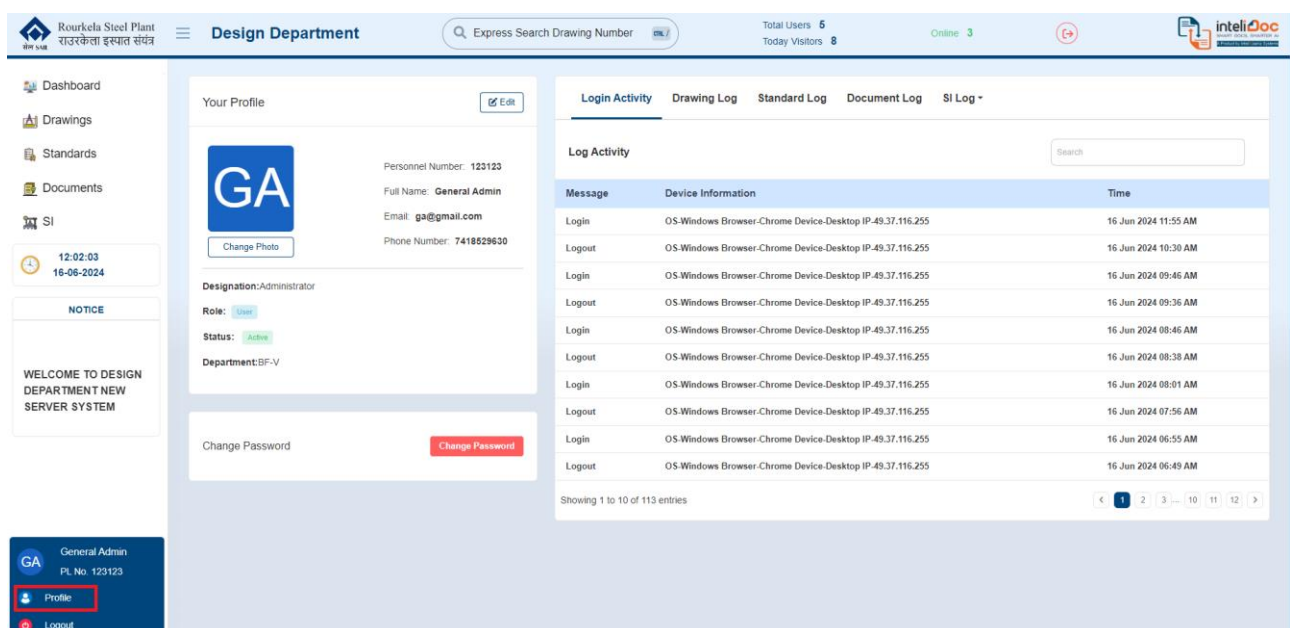 Rourkela Steel Plant
राउरकेला इस्पात संयंत्र
सेल SAIL
Design Department
Express Search Drawing Number
Total Users 5
Today Visitors 8
Online 3
inteliDoc
Dashboard
Drawings
Standards
Documents
SI
12:02:03
16-06-2024
NOTICE
WELCOME TO DESIGN
DEPARTMENT NEW
SERVER SYSTEM
GA
General Admin
PL No. 123123
Profile
Logout
Your Profile
Edit
GA
Change Photo
Personnel Number: 123123
Full Name: General Admin
Email: ga@gmail.com
Phone Number: 7418529630
Designation:Administrator
Role: User
Status: Active
Department:BF-V
Change Password
Change Password
Login Activity Drawing Log Standard Log Document Log SI Log
Log Activity
Search
Message Device Information Time
Login OS-Windows Browser-Chrome Device-Desktop IP-49.37.116.255 16 Jun 2024 11:55 AM
Logout OS-Windows Browser-Chrome Device-Desktop IP-49.37.116.255 16 Jun 2024 10:30 AM
Login OS-Windows Browser-Chrome Device-Desktop IP-49.37.116.255 16 Jun 2024 09:46 AM
Logout OS-Windows Browser-Chrome Device-Desktop IP-49.37.116.255 16 Jun 2024 09:36 AM
Login OS-Windows Browser-Chrome Device-Desktop IP-49.37.116.255 16 Jun 2024 08:46 AM
Logout OS-Windows Browser-Chrome Device-Desktop IP-49.37.116.255 16 Jun 2024 08:38 AM
Login OS-Windows Browser-Chrome Device-Desktop IP-49.37.116.255 16 Jun 2024 08:01 AM
Logout OS-Windows Browser-Chrome Device-Desktop IP-49.37.116.255 16 Jun 2024 07:56 AM
Login OS-Windows Browser-Chrome Device-Desktop IP-49.37.116.255 16 Jun 2024 06:55 AM
Logout OS-Windows Browser-Chrome Device-Desktop IP-49.37.116.255 16 Jun 2024 06:49 AM
Showing 1 to 10 of 113 entries
< 1 2 3 ... 10 11 12 >